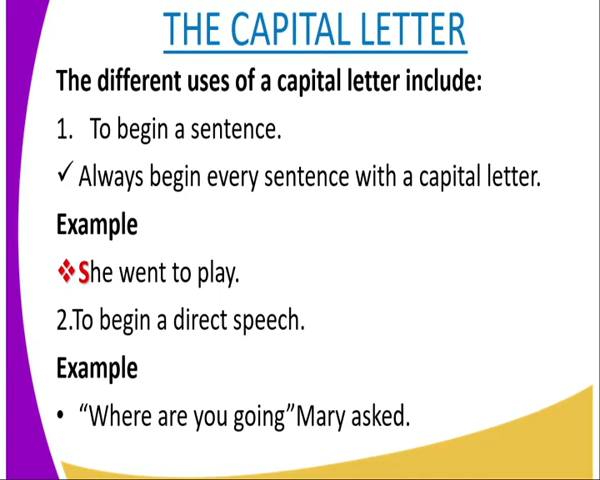 THE CAPITAL LETTER
The different uses of a capital letter include:
1. To begin a sentence.
✓Always begin every sentence with a capital letter.
Example
❖She went to play.
2.To begin a direct speech.
Example
• “Where are you going”Mary asked.